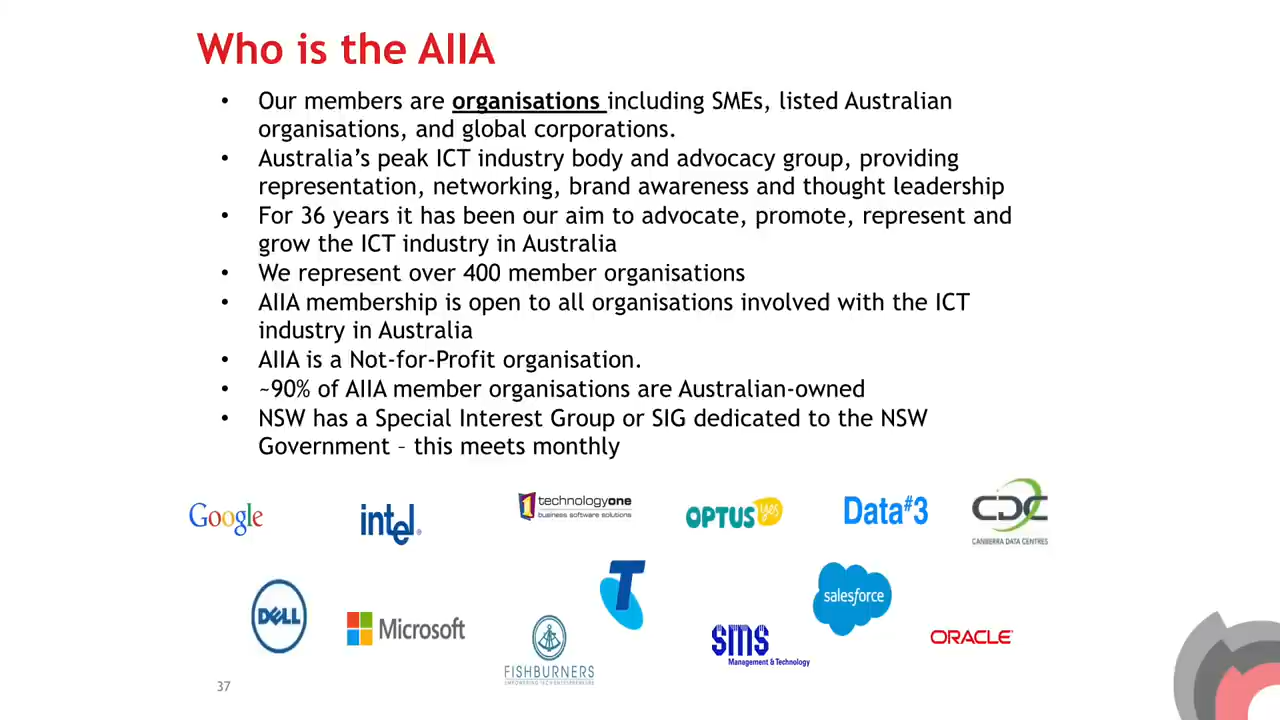 Who is the AIIA
• Our members are organisations including SMEs, listed Australian
organisations, and global corporations.
• Australia’s peak ICT industry body and advocacy group, providing
representation, networking, brand awareness and thought leadership
• For 36 years it has been our aim to advocate, promote, represent and
grow the ICT industry in Australia
• We represent over 400 member organisations
• AIIA membership is open to all organisations involved with the ICT
industry in Australia
• AIIA is a Not-for-Profit organisation.
• ~90% of AIIA member organisations are Australian-owned
• NSW has a Special Interest Group or SIG dedicated to the NSW
Government – this meets monthly
Google
intel®
technologyone
business software solutions
OPTUS yes
Data#3
CDC
CANBERRA DATA CENTRES
DELL
Microsoft
FISHBURNERS
EMPOWERING TECH ENTREPRENEURS
T
sms
Management & Technology
salesforce
ORACLE
37